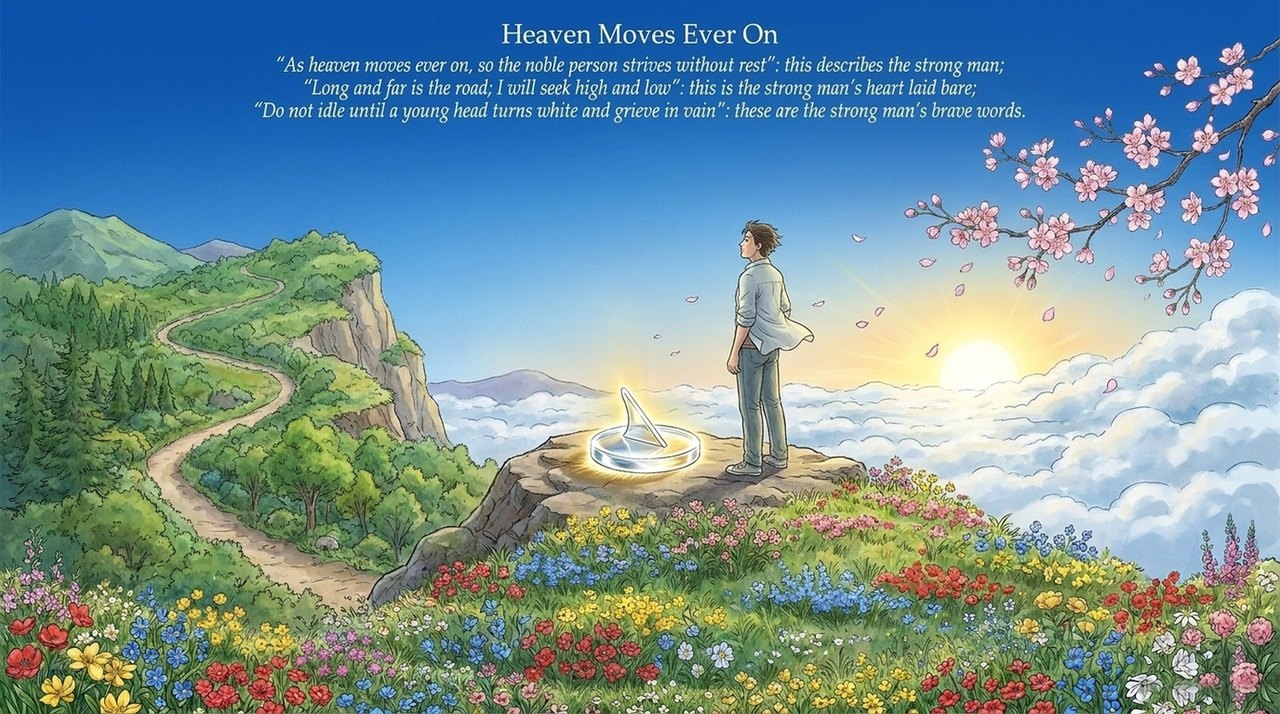 Heaven Moves Ever On
“As heaven moves ever on, so the noble person strives without rest”: this describes the strong man;
“Long and far is the road; I will seek high and low”: this is the strong man’s heart laid bare;
“Do not idle until a young head turns white and grieve in vain”: these are the strong man’s brave words.